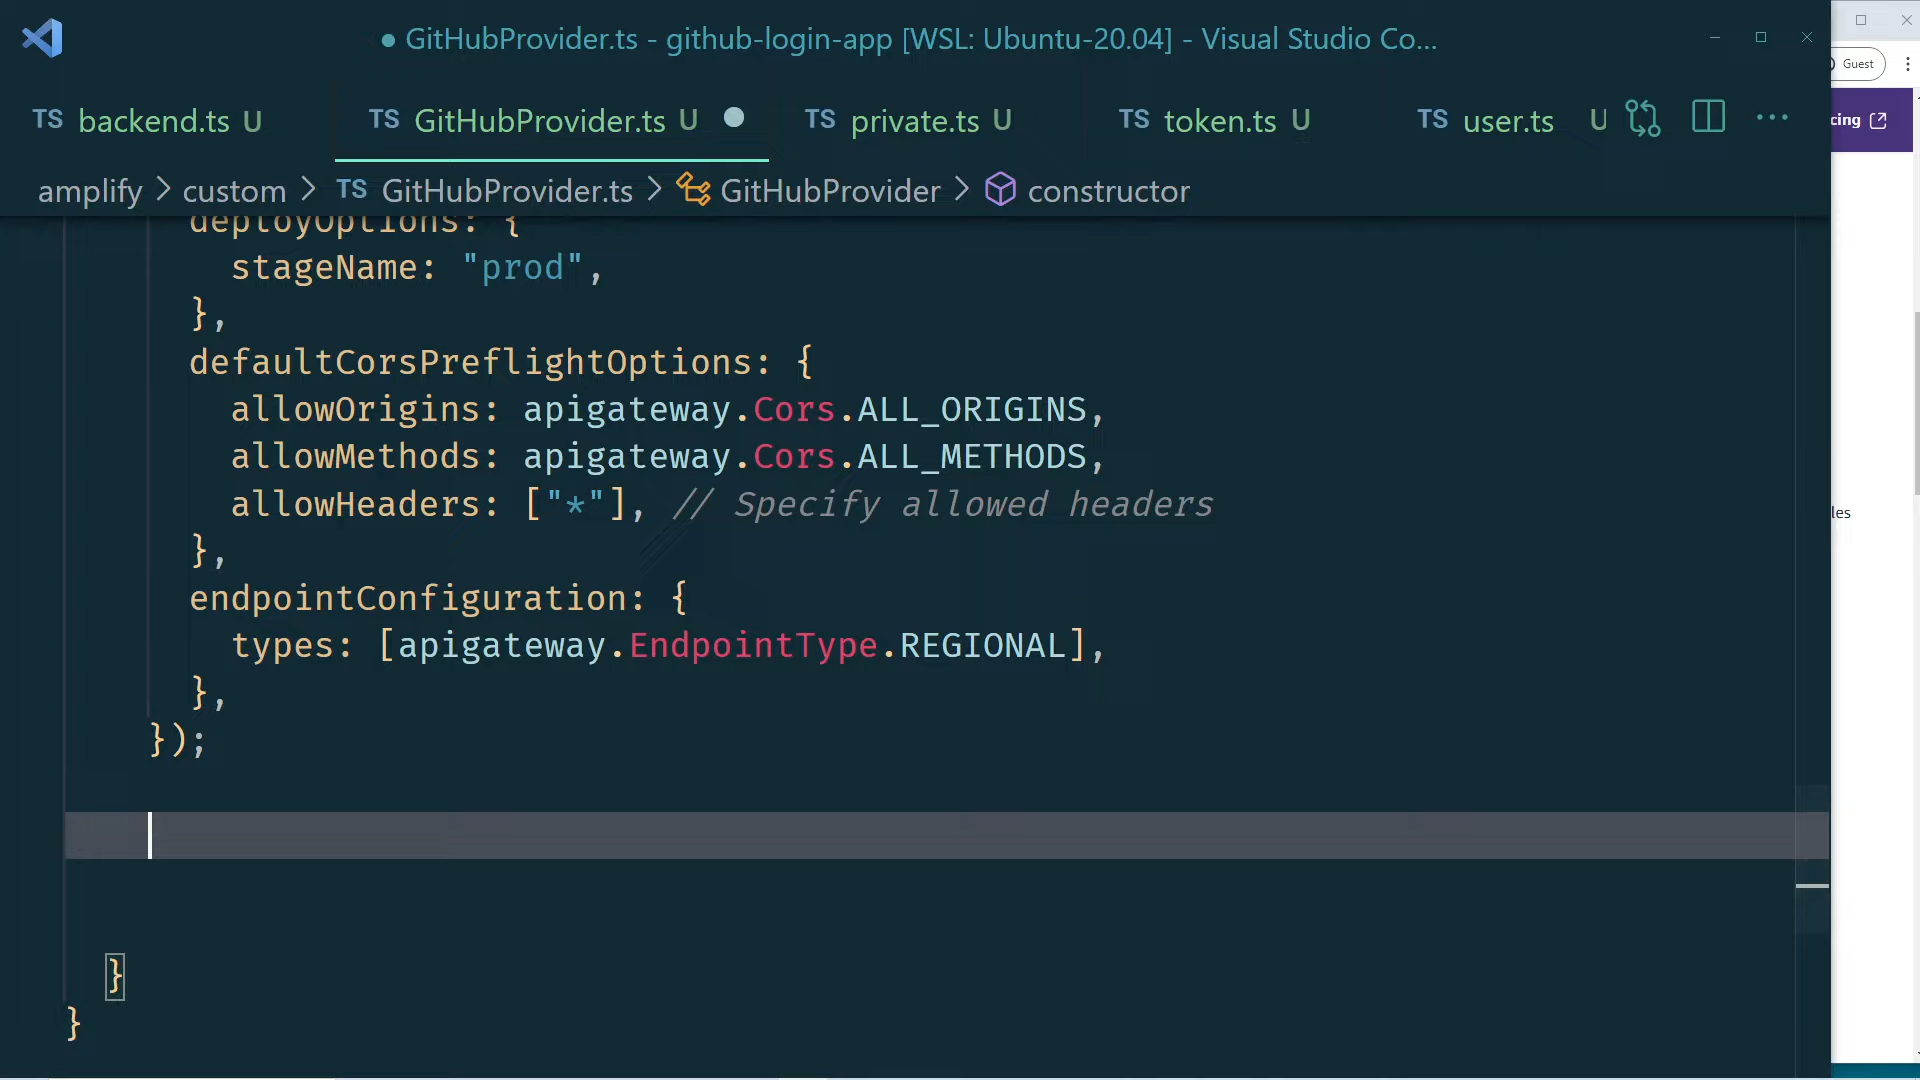 ● GitHubProvider.ts - github-login-app [WSL: Ubuntu-20.04] - Visual Studio Co...
Guest
TS backend.ts U
TS GitHubProvider.ts U
TS private.ts U
TS token.ts U
TS user.ts U
cing
amplify > custom > TS GitHubProvider.ts > GitHubProvider > constructor
deployOptions: {
stageName: "prod",
},
defaultCorsPreflightOptions: {
allowOrigins: apigateway.Cors.ALL_ORIGINS,
allowMethods: apigateway.Cors.ALL_METHODS,
allowHeaders: ["*"], // Specify allowed headers
les
},
endpointConfiguration: {
types: [apigateway.EndpointType.REGIONAL],
},
});
}
}